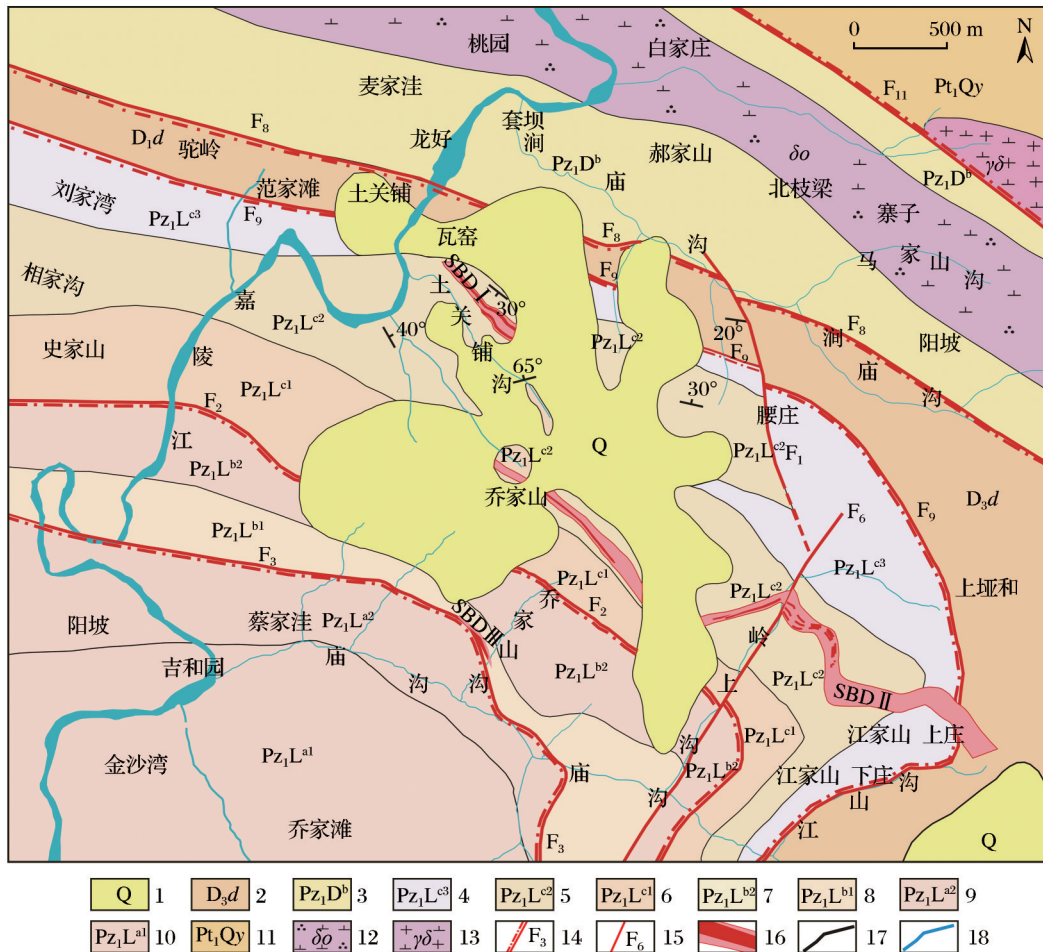 桃园
白家庄
0 500 m
N
麦家洼
F₁₁
Pt₁Qy
D₁d
驼岭
F₈
龙好
套坝
涧
郝家山
δο
γδ
刘家湾
范家滩
土关铺
Pz₁Dᵇ
庙
北枝梁
Pz₁Dᵇ
Pz₁Lᶜ³
F₉
瓦窑
F₈
沟
寨子
马家山沟
相家沟
嘉陵江
SBDⅠ
30°
F₉
Pz₁Lᶜ²
40°
土关铺沟
Pz₁Lᶜ²
20°
F₉
涧庙沟
F₈
阳坡
史家山
65°
30°
Pz₁Lᶜ¹
腰庄
F₂
Pz₁Lᶜ²
Q
Pz₁Lᶜ²
F₁
Pz₁Lᵇ²
乔家山
D₃d
F₆
F₉
Pz₁Lᵇ¹
F₃
Pz₁Lᶜ¹
Pz₁Lᶜ²
Pz₁Lᶜ³
上垭和
F₂
阳坡
蔡家洼
Pz₁Lᵃ²
SBDⅢ
乔家山
岭上沟
吉和园
庙沟
沟
Pz₁Lᵇ²
Pz₁Lᶜ²
SBDⅡ
金沙湾
Pz₁Lᵃ¹
Pz₁Lᶜ¹
江家山 上庄
庙
沟
Pz₁Lᵇ²
江家山 下庄
沟
山
江
乔家滩
F₃
Q
Q 1 D₃d 2 Pz₁Dᵇ 3 Pz₁Lᶜ³ 4 Pz₁Lᶜ² 5 Pz₁Lᶜ¹ 6 Pz₁Lᵇ² 7 Pz₁Lᵇ¹ 8 Pz₁Lᵃ² 9
Pz₁Lᵃ¹ 10 Pt₁Qy 11 δο 12 γδ 13 F₃ 14 F₆ 15 16 17 18